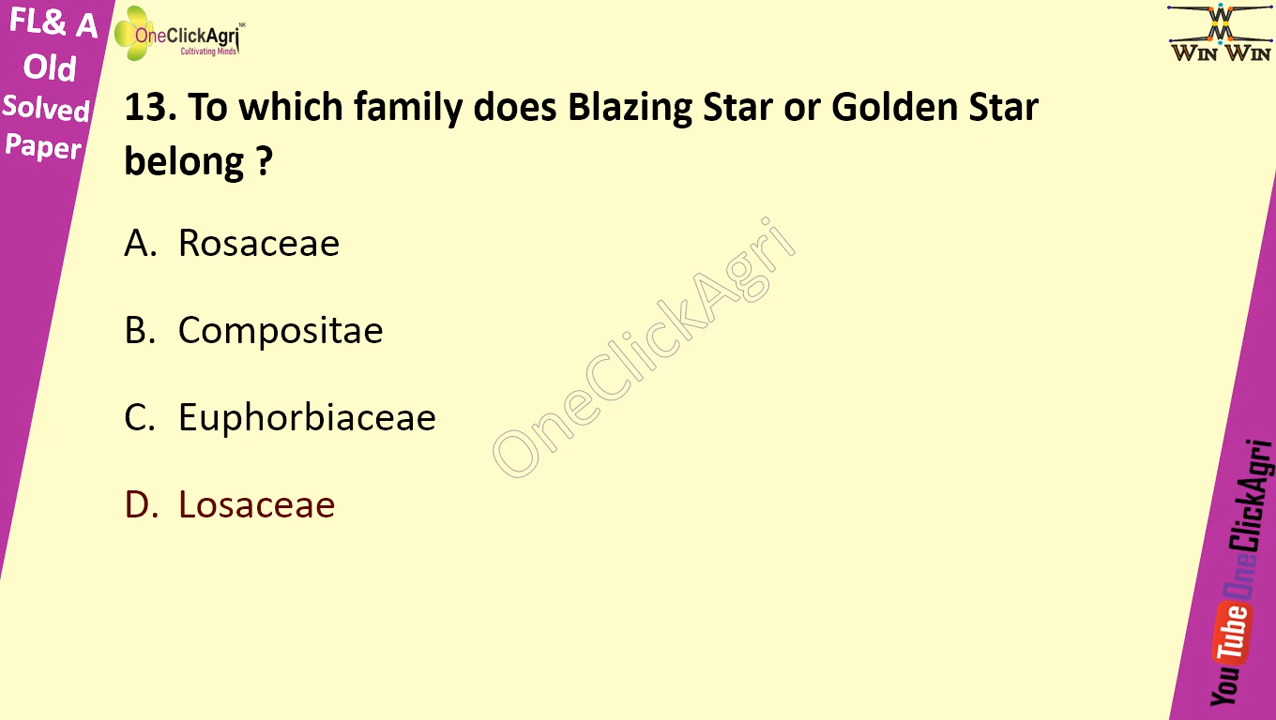 FL& A
Old
Solved
Paper
OneClickAgri NK
Cultivating Minds
WIN WIN
13. To which family does Blazing Star or Golden Star
belong ?
A. Rosaceae
B. Compositae
C. Euphorbiaceae
D. Losaceae
OneClickAgri
YouTube OneClickAgri